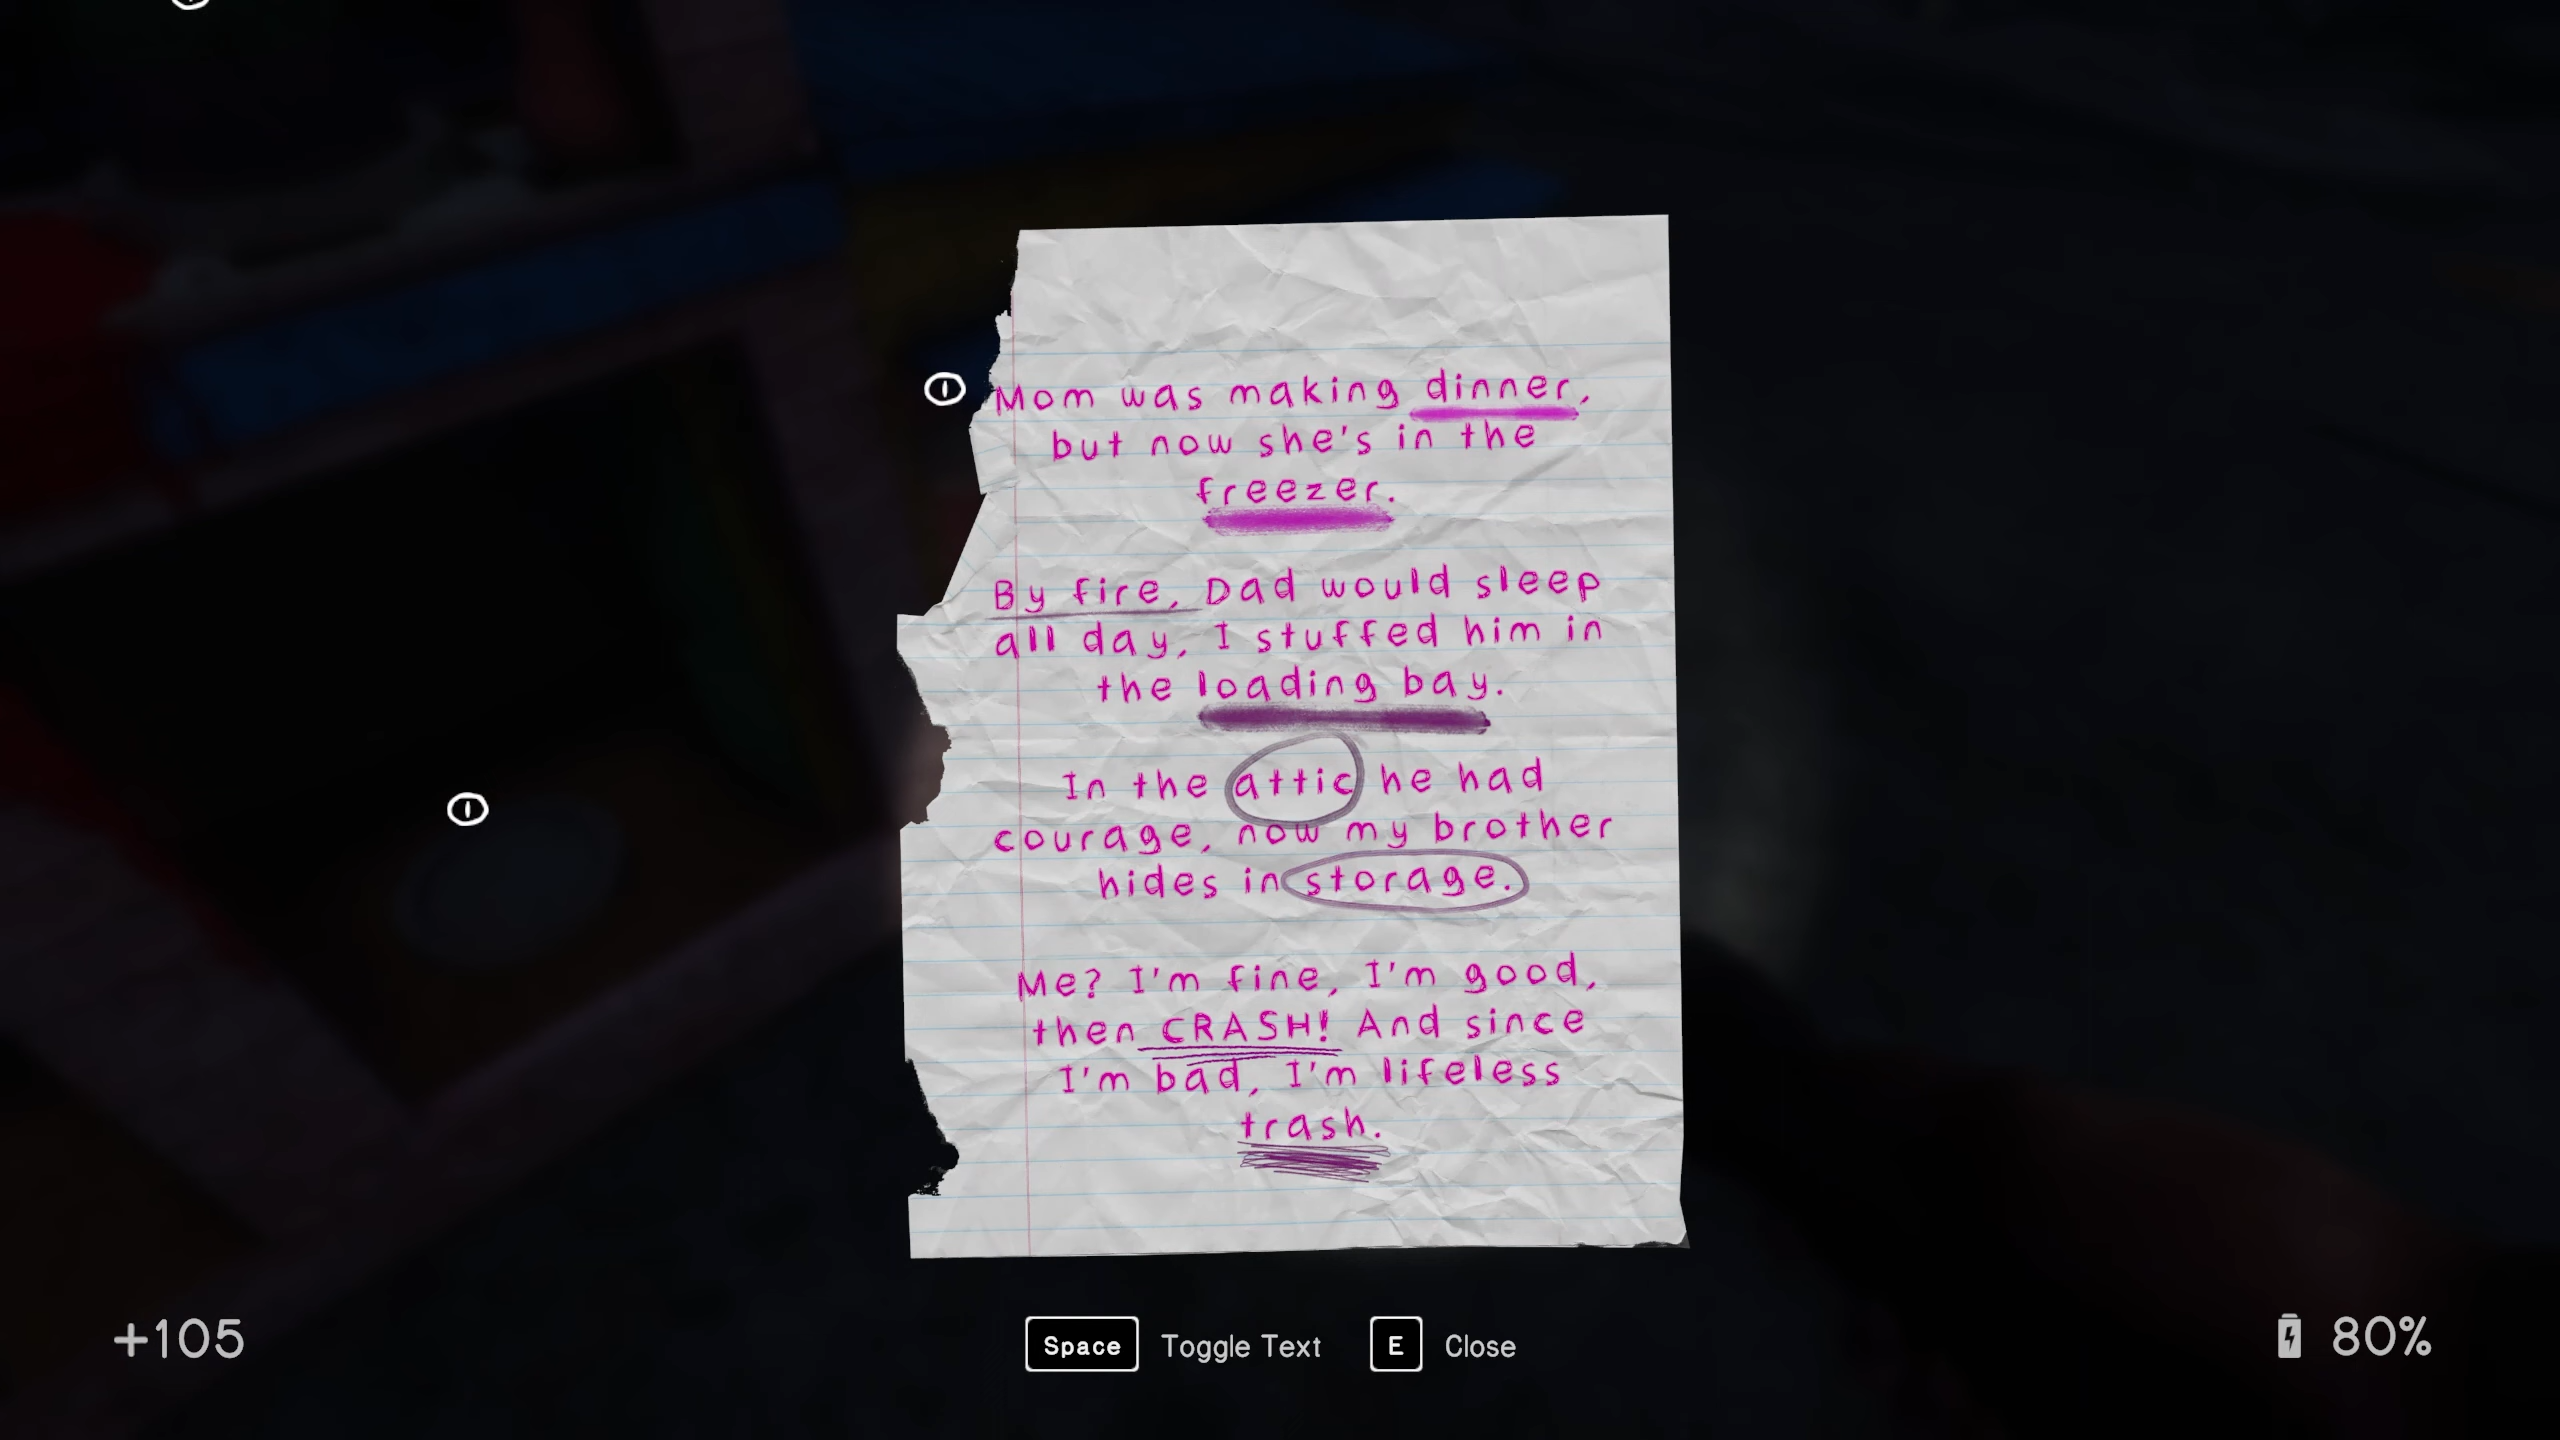 Mom was making dinner,
but now she's in the
freezer.
By fire, Dad would sleep
all day, I stuffed him in
the loading bay.
In the attic he had
courage, now my brother
hides in storage.
Me? I'm fine, I'm good,
then CRASH! And since
I'm bad, I'm lifeless
trash.
+105
Space Toggle Text E Close
80%